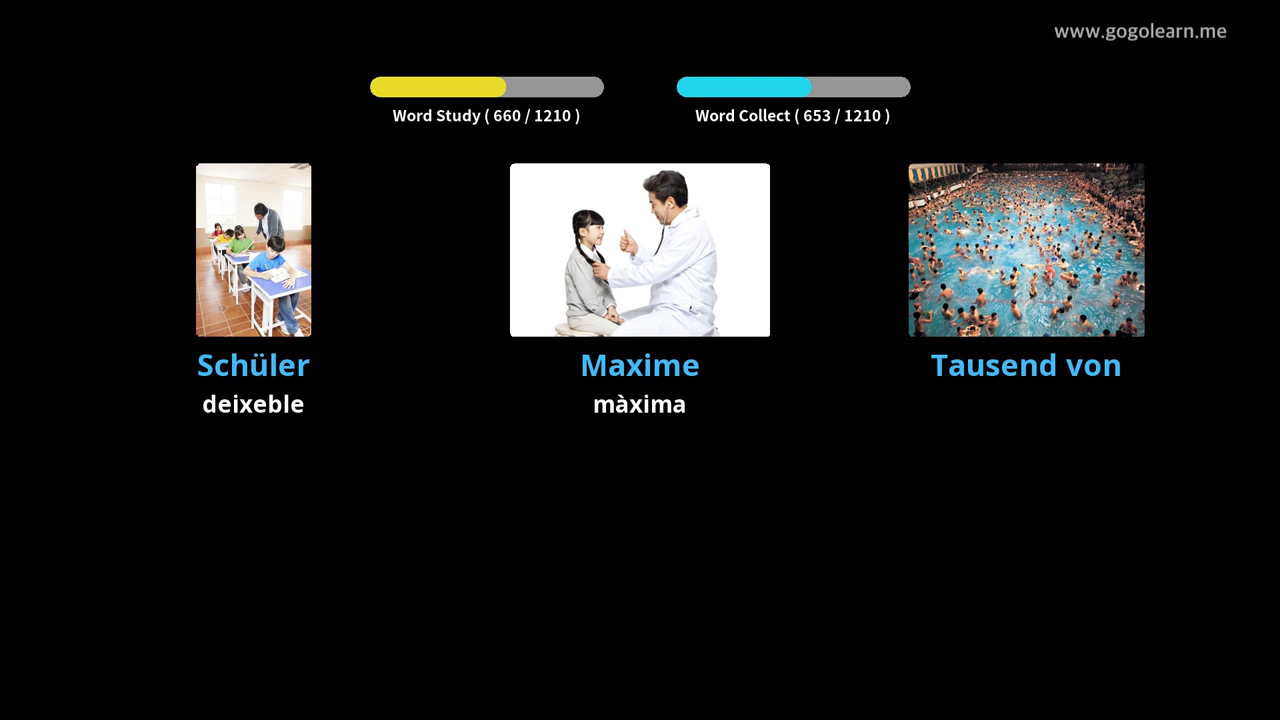 www.gogolearn.me
Word Study ( 660 / 1210 )
Word Collect ( 653 / 1210 )
Schüler
deixeble
Maxime
màxima
Tausend von